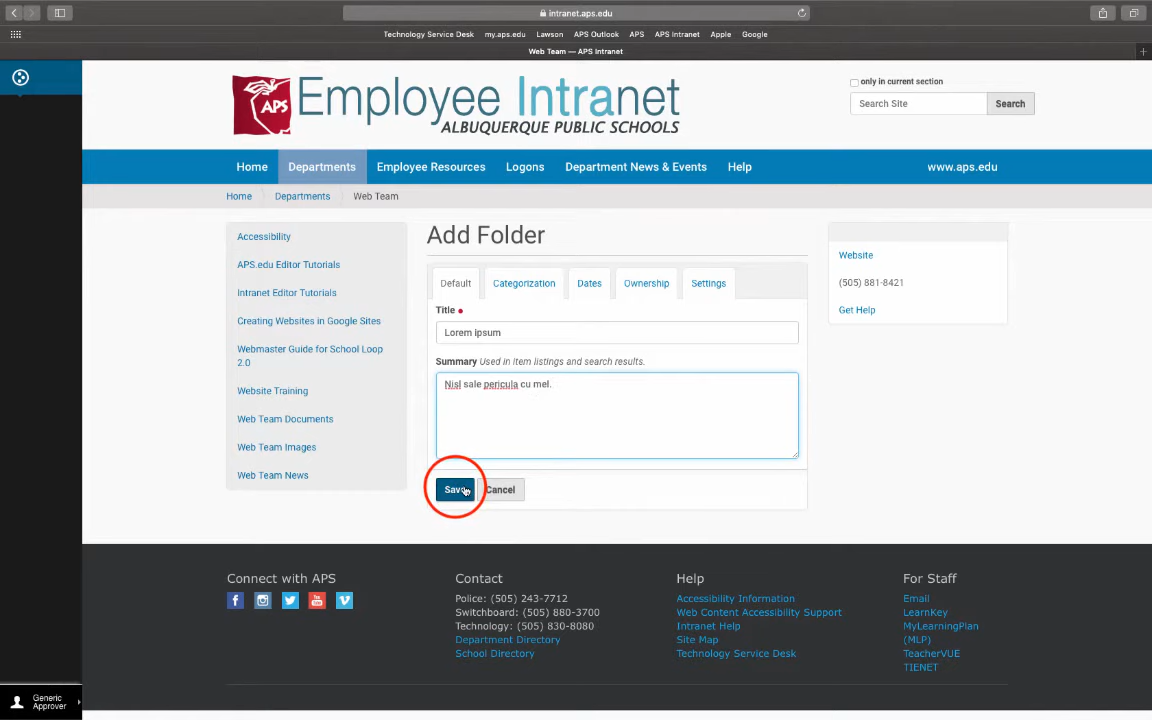 intranet.aps.edu
Technology Service Desk my.aps.edu Lawson APS Outlook APS APS Intranet Apple Google
Web Team — APS Intranet
APS Employee Intranet
ALBUQUERQUE PUBLIC SCHOOLS
only in current section
Search Site Search
Home Departments Employee Resources Logons Department News & Events Help www.aps.edu
Home Departments Web Team
Accessibility
APS.edu Editor Tutorials
Intranet Editor Tutorials
Creating Websites in Google Sites
Webmaster Guide for School Loop
2.0
Website Training
Web Team Documents
Web Team Images
Web Team News
Add Folder
Default Categorization Dates Ownership Settings
Title
Lorem ipsum
Summary Used in item listings and search results.
Nisl sale pericula cu mel.
Save Cancel
Website
(505) 881-8421
Get Help
Connect with APS
Contact
Police: (505) 243-7712
Switchboard: (505) 880-3700
Technology: (505) 830-8080
Department Directory
School Directory
Help
Accessibility Information
Web Content Accessibility Support
Intranet Help
Site Map
Technology Service Desk
For Staff
Email
LearnKey
MyLearningPlan
(MLP)
TeacherVUE
TIENET
Generic
Approver